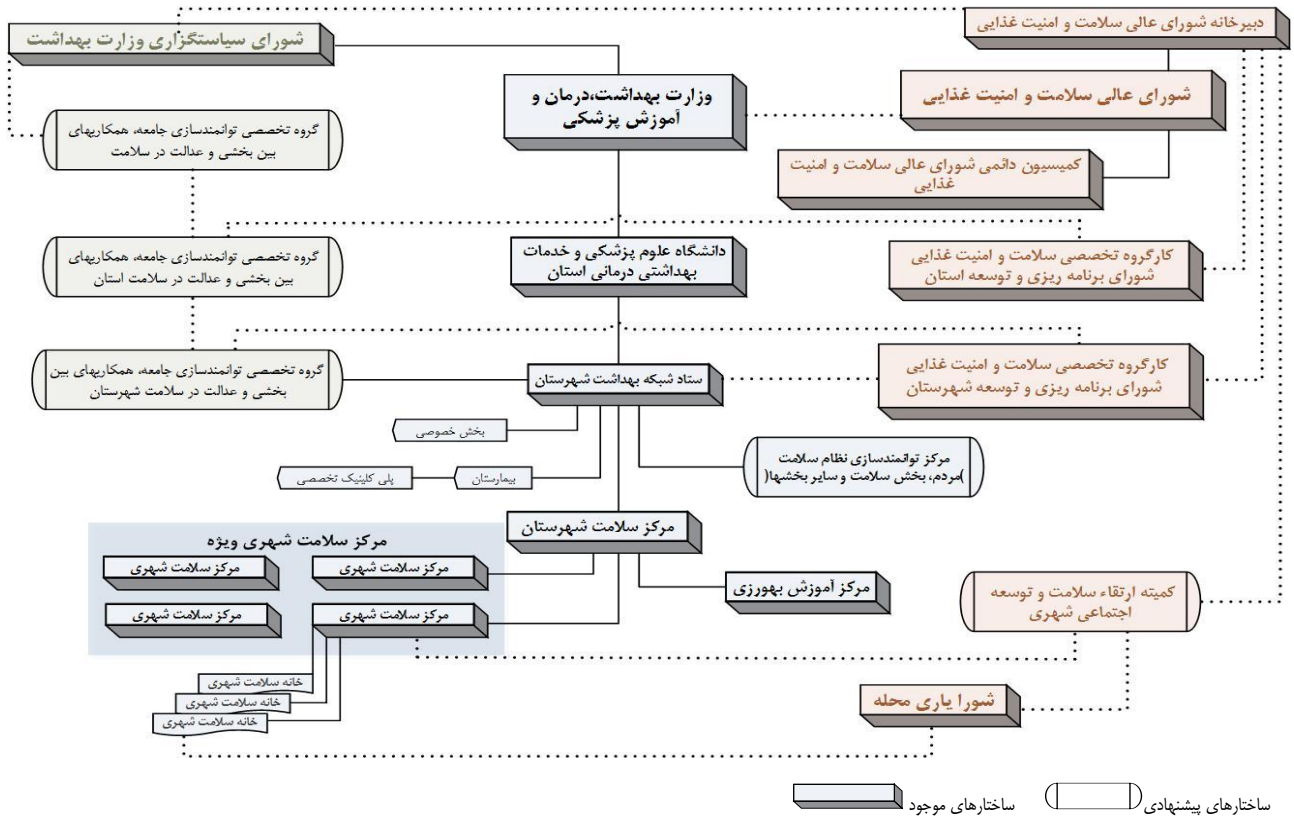 دبیرخانه شورای عالی سلامت و امنیت غذایی
شورای سیاستگزاری وزارت بهداشت
وزارت بهداشت،درمان و
آموزش پزشکی
شورای عالی سلامت و امنیت غذایی
گروه تخصصی توانمندسازی جامعه، همکاریهای
بین بخشی و عدالت در سلامت
کمیسیون دائمی شورای عالی سلامت و امنیت
غذایی
کارگروه تخصصی سلامت و امنیت غذایی
شورای برنامه ریزی و توسعه استان
دانشگاه علوم پزشکی و خدمات
بهداشتی درمانی استان
گروه تخصصی توانمندسازی جامعه، همکاریهای
بین بخشی و عدالت در سلامت استان
کارگروه تخصصی سلامت و امنیت غذایی
شورای برنامه ریزی و توسعه شهرستان
ستاد شبکه بهداشت شهرستان
گروه تخصصی توانمندسازی جامعه، همکاریهای بین
بخشی و عدالت در سلامت شهرستان
بخش خصوصی
مرکز توانمندسازی نظام سلامت
)مردم، بخش سلامت و سایر بخشها(
بیمارستان
پلی کلینیک تخصصی
مرکز سلامت شهرستان
مرکز سلامت شهری ویژه
مرکز سلامت شهری
مرکز سلامت شهری
مرکز آموزش بهورزی
کمیته ارتقاء سلامت و توسعه
اجتماعی شهری
مرکز سلامت شهری
مرکز سلامت شهری
خانه سلامت شهری
خانه سلامت شهری
خانه سلامت شهری
شورا یاری محله
ساختارهای پیشنهادی
ساختارهای موجود